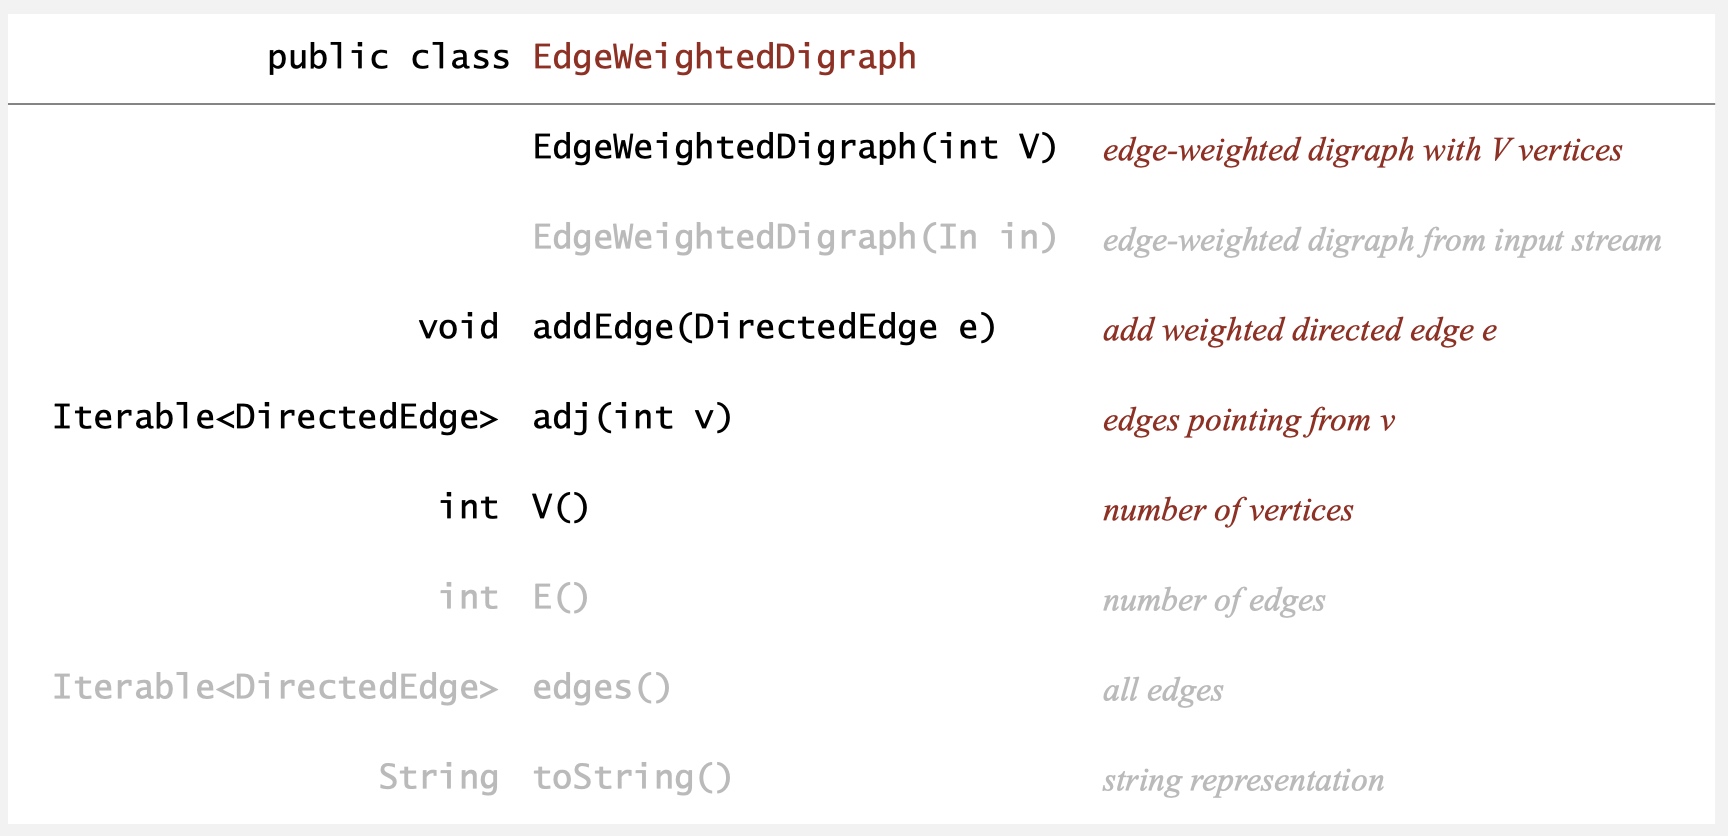 public class EdgeWeightedDigraph
EdgeWeightedDigraph(int V) edge-weighted digraph with V vertices
EdgeWeightedDigraph(In in) edge-weighted digraph from input stream
void addEdge(DirectedEdge e) add weighted directed edge e
Iterable<DirectedEdge> adj(int v) edges pointing from v
int V() number of vertices
int E() number of edges
Iterable<DirectedEdge> edges() all edges
String toString() string representation